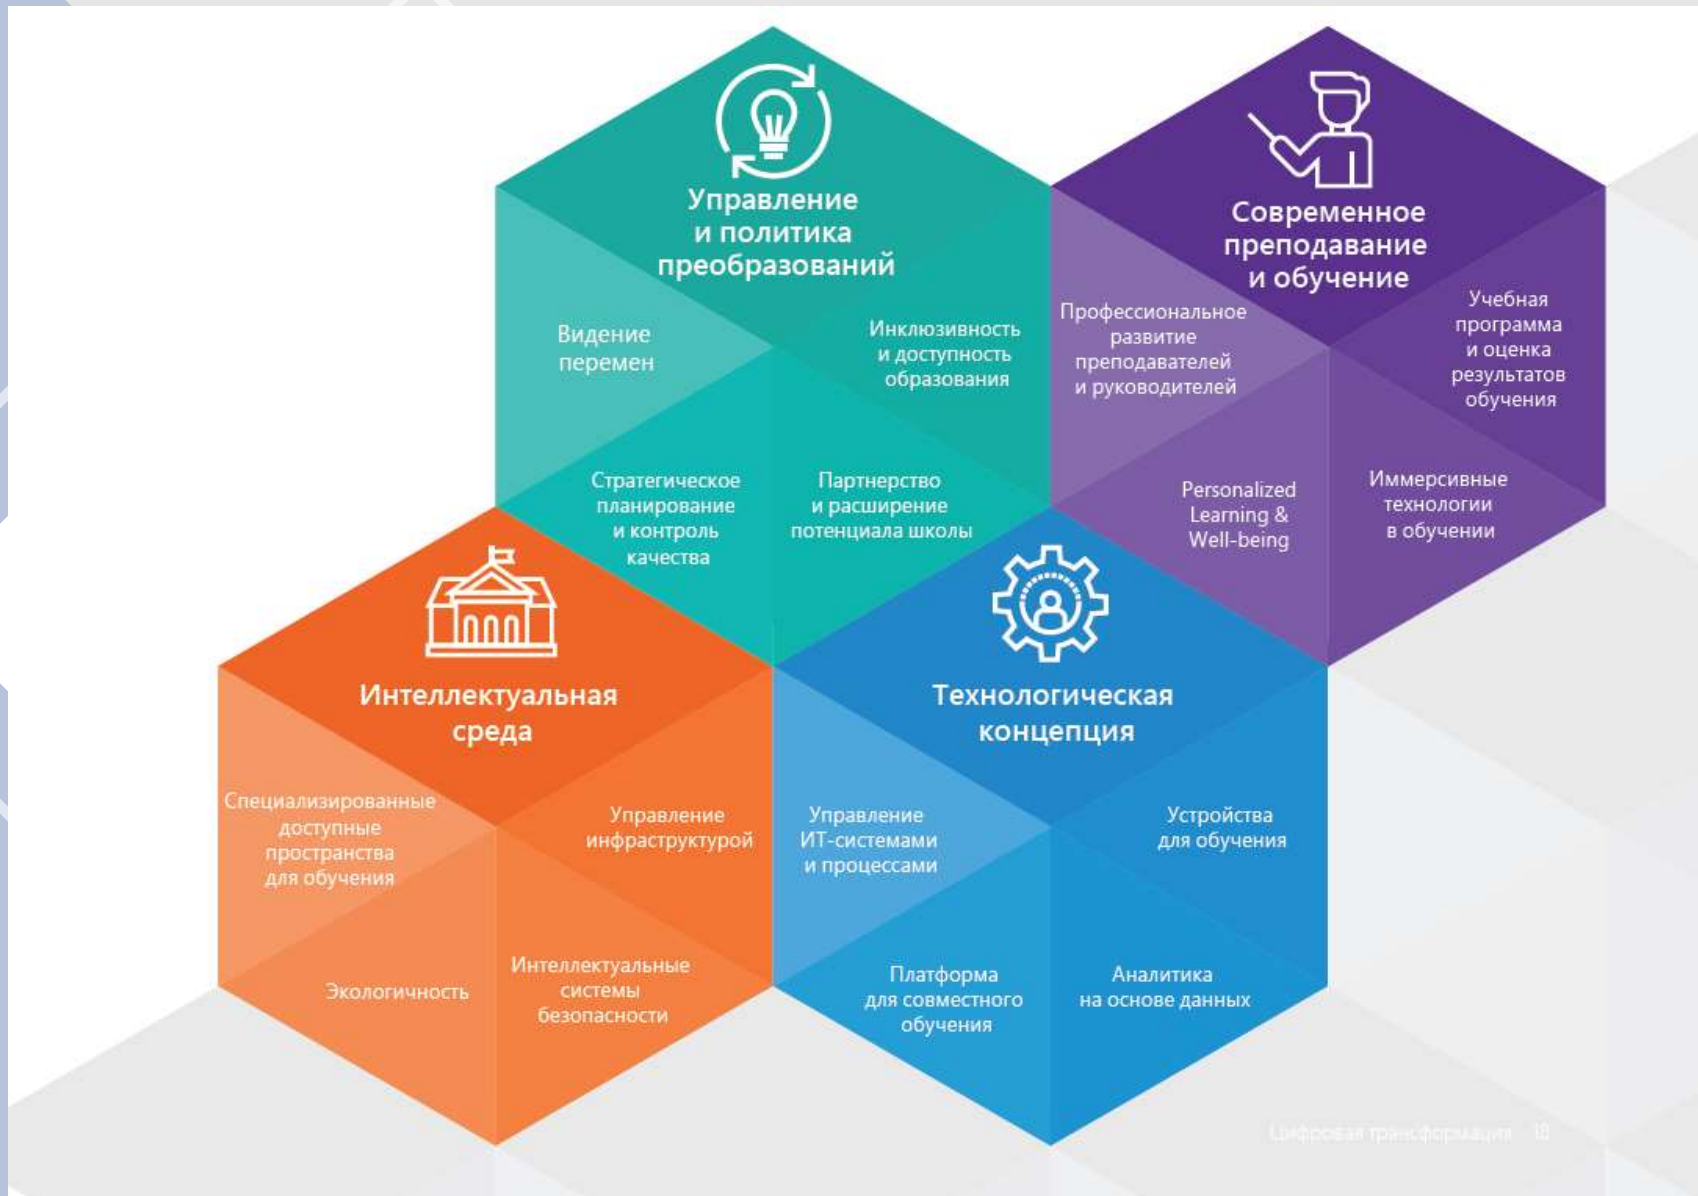 Управление
и политика
преобразований
Видение
перемен
Инклюзивность
и доступность
образования
Стратегическое
планирование
и контроль
качества
Партнерство
и расширение
потенциала школы
Современное
преподавание
и обучение
Профессиональное
развитие
преподавателей
и руководителей
Учебная
программа
и оценка
результатов
обучения
Personalized
Learning &
Well-being
Иммерсивные
технологии
в обучении
Интеллектуальная
среда
Специализированные
доступные
пространства
для обучения
Управление
инфраструктурой
Экологичность
Интеллектуальные
системы
безопасности
Технологическая
концепция
Управление
ИТ-системами
и процессами
Устройства
для обучения
Платформа
для совместного
обучения
Аналитика
на основе данных
Цифровая трансформация 18